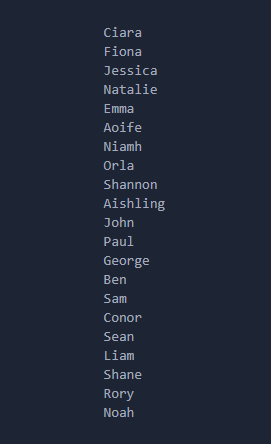 Ciara
Fiona
Jessica
Natalie
Emma
Aoife
Niamh
Orla
Shannon
Aishling
John
Paul
George
Ben
Sam
Conor
Sean
Liam
Shane
Rory
Noah